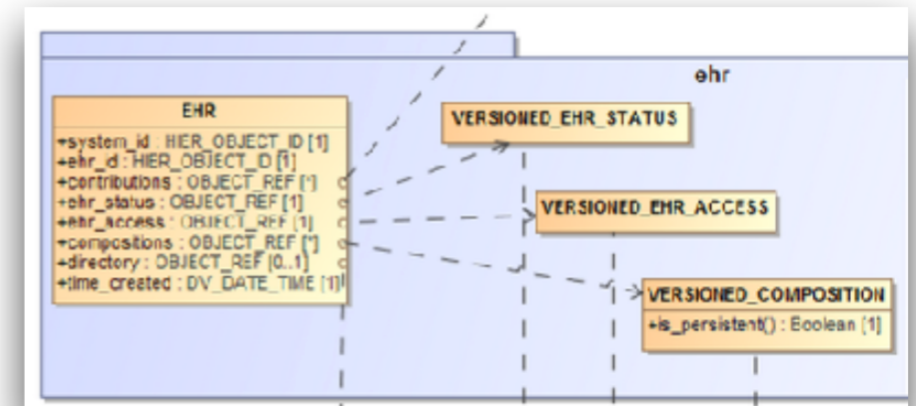 ehr
EHR
+system_id : HIER_OBJECT_ID [1]
+ehr_id : HIER_OBJECT_ID [1]
+contributions : OBJECT_REF [*]
+ehr_status : OBJECT_REF [1]
+ehr_access : OBJECT_REF [1]
+compositions : OBJECT_REF [*]
+directory : OBJECT_REF [0..1]
+time_created : DV_DATE_TIME [1]
VERSIONED_EHR_STATUS
VERSIONED_EHR_ACCESS
VERSIONED_COMPOSITION
+is_persistent() : Boolean [1]